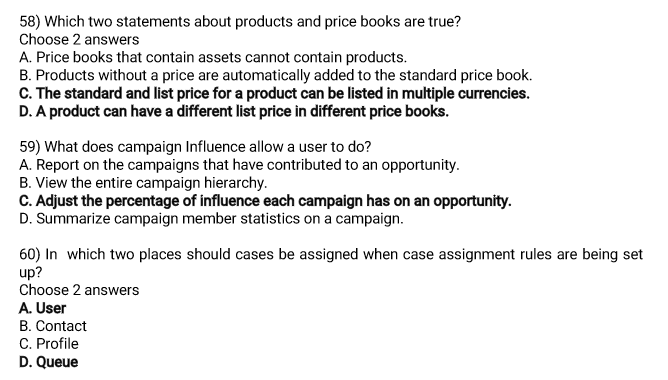 58) Which two statements about products and price books are true?
Choose 2 answers
A. Price books that contain assets cannot contain products.
B. Products without a price are automatically added to the standard price book.
C. The standard and list price for a product can be listed in multiple currencies.
D. A product can have a different list price in different price books.
59) What does campaign Influence allow a user to do?
A. Report on the campaigns that have contributed to an opportunity.
B. View the entire campaign hierarchy.
C. Adjust the percentage of influence each campaign has on an opportunity.
D. Summarize campaign member statistics on a campaign.
60) In which two places should cases be assigned when case assignment rules are being set
up?
Choose 2 answers
A. User
B. Contact
C. Profile
D. Queue